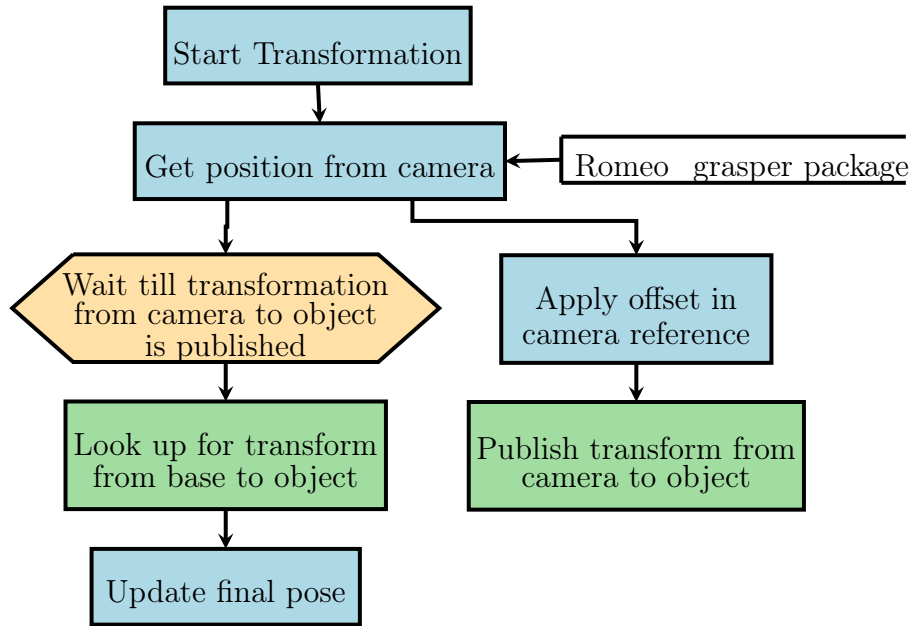 Start Transformation
Get position from camera
Romeo grasper package
Wait till transformation
from camera to object
is published
Apply offset in
camera reference
Look up for transform
from base to object
Publish transform from
camera to object
Update final pose